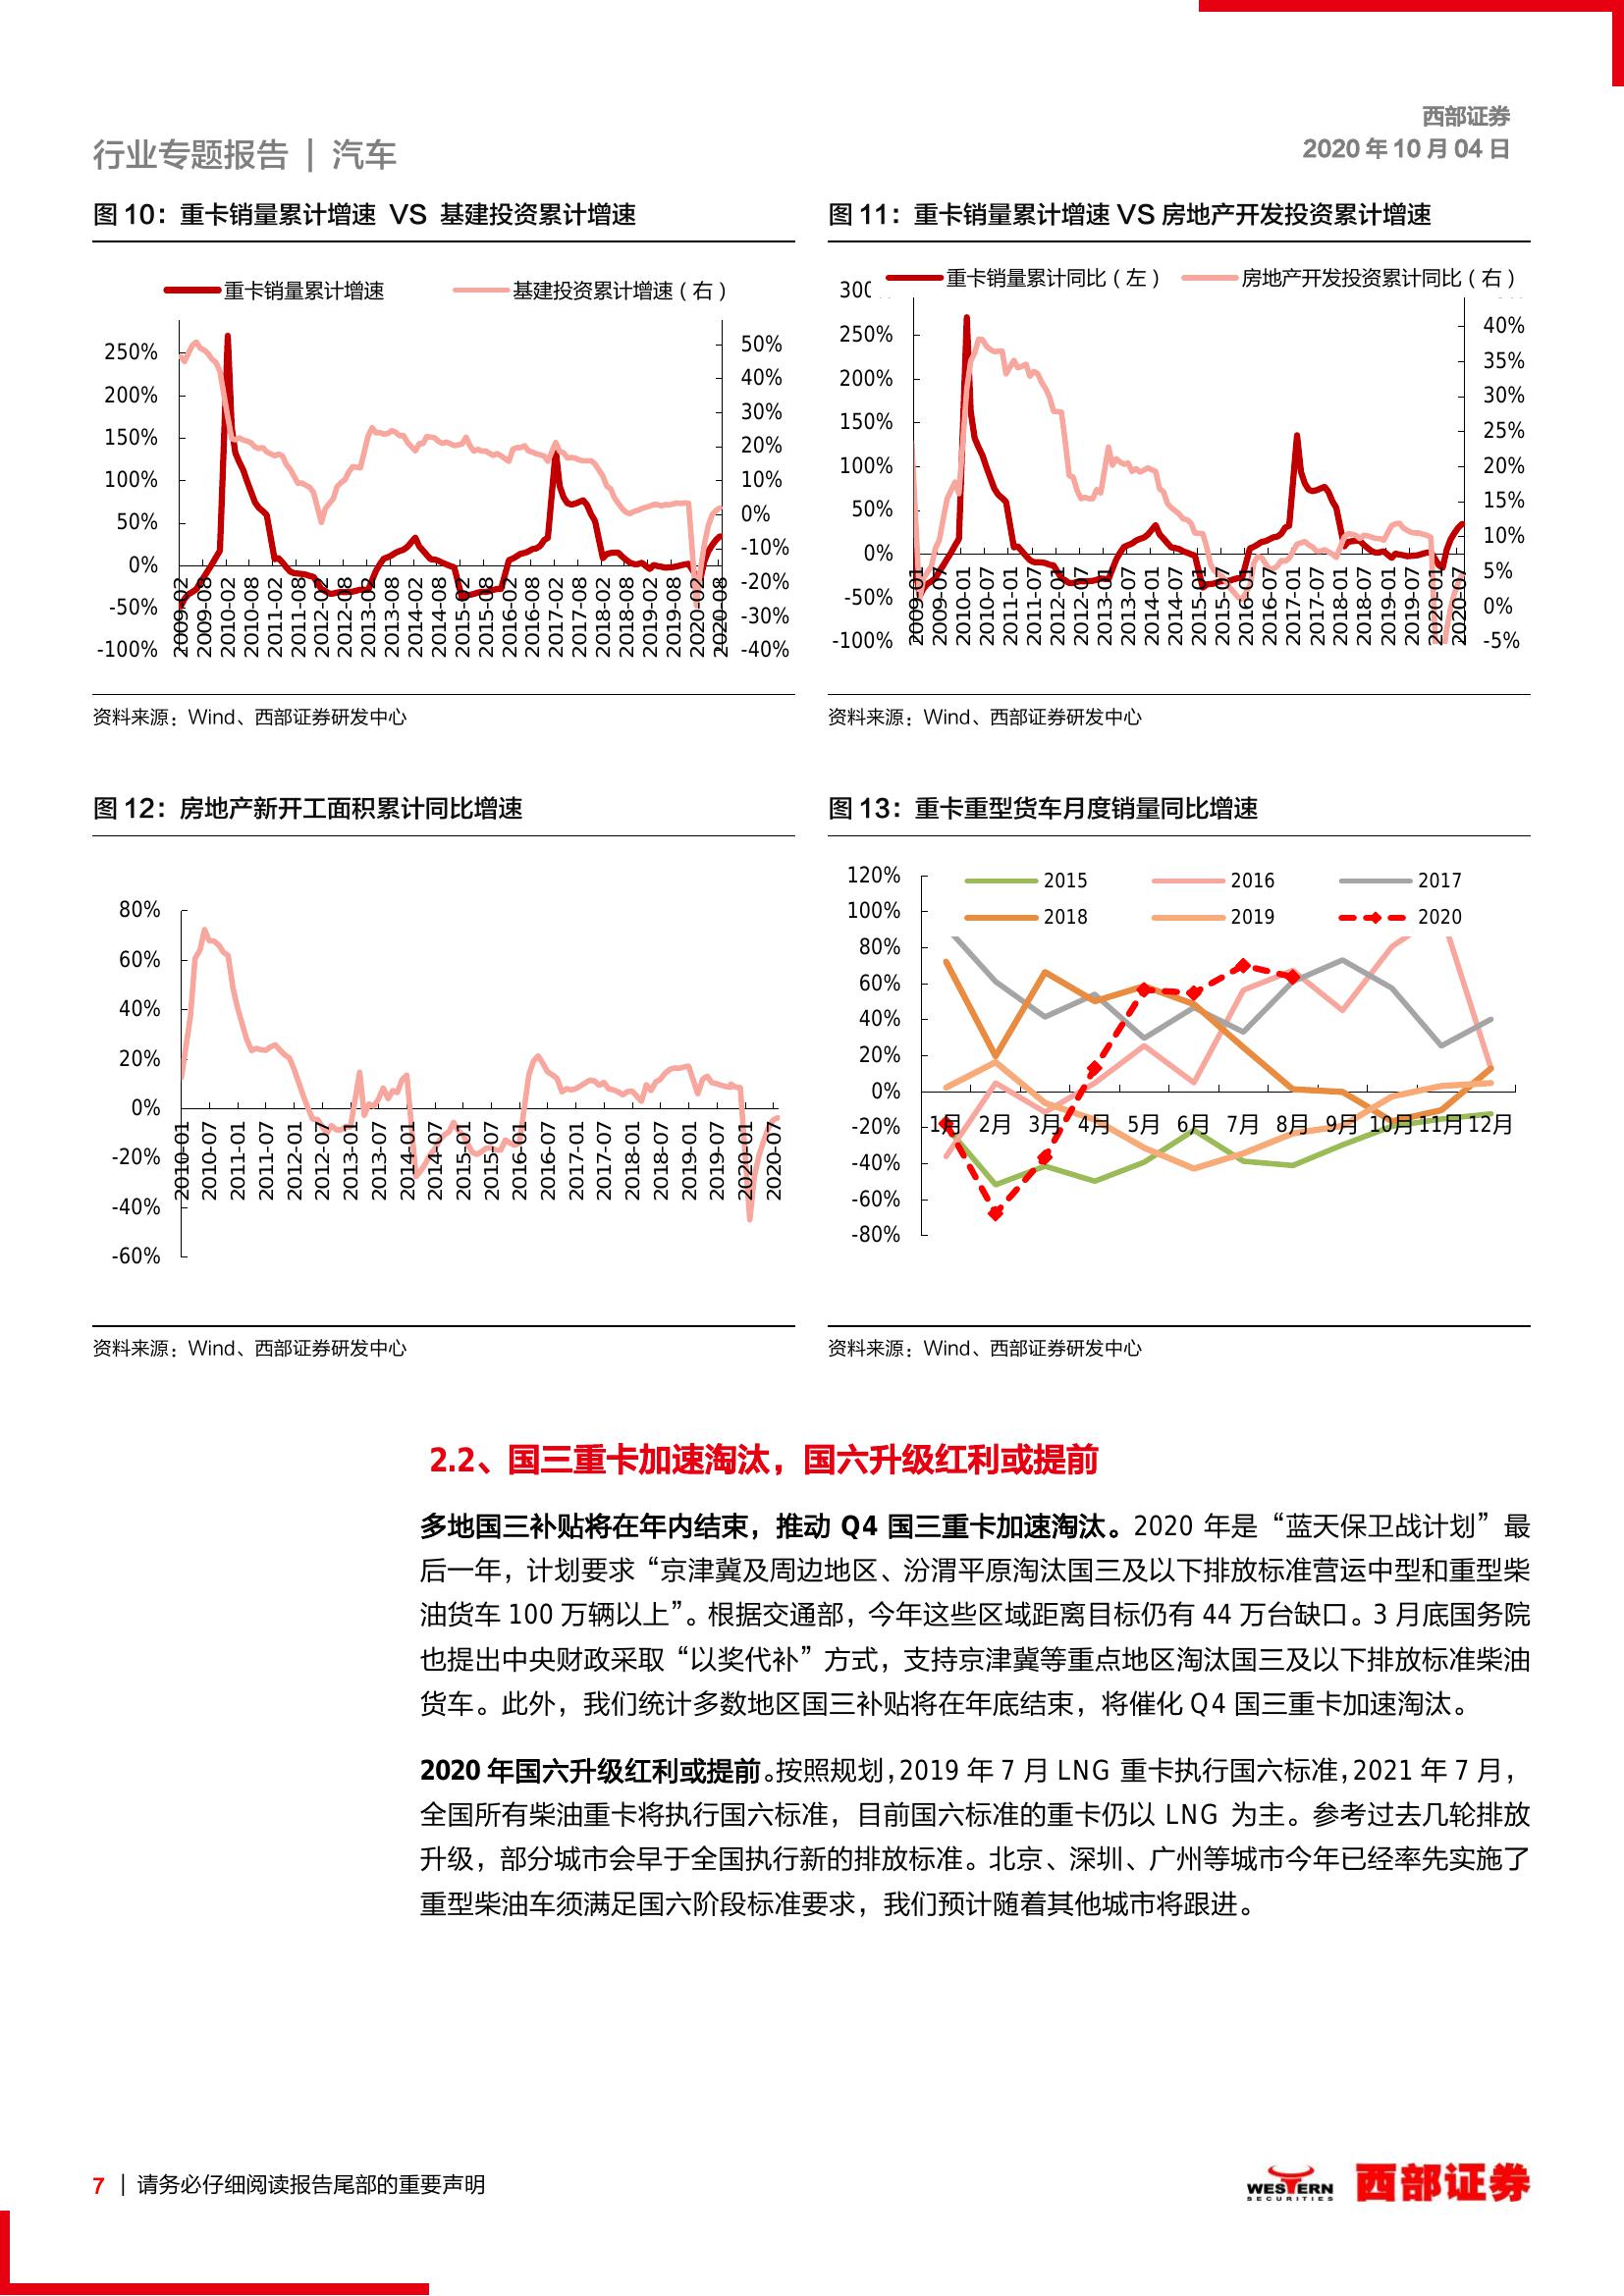 西部证券
2020 年 10 月 04 日
行业专题报告 | 汽车
图 10：重卡销量累计增速 VS 基建投资累计增速
重卡销量累计增速 基建投资累计增速（右）
250%
200%
150%
100%
50%
0%
-50%
-100%
50%
40%
30%
20%
10%
0%
-10%
-20%
-30%
-40%
2009-02 2009-08 2010-02 2010-08 2011-02 2011-08 2012-02 2012-08 2013-02 2013-08 2014-02 2014-08 2015-02 2015-08 2016-02 2016-08 2017-02 2017-08 2018-02 2018-08 2019-02 2019-08 2020-02 2020-08
资料来源：Wind、西部证券研发中心
图 11：重卡销量累计增速 VS 房地产开发投资累计增速
重卡销量累计同比（左） 房地产开发投资累计同比（右）
300
250%
200%
150%
100%
50%
0%
-50%
-100%
40%
35%
30%
25%
20%
15%
10%
5%
0%
-5%
2009-01 2009-07 2010-01 2010-07 2011-01 2011-07 2012-01 2012-07 2013-01 2013-07 2014-01 2014-07 2015-01 2015-07 2016-01 2016-07 2017-01 2017-07 2018-01 2018-07 2019-01 2019-07 2020-01 2020-07
资料来源：Wind、西部证券研发中心
图 12：房地产新开工面积累计同比增速
80%
60%
40%
20%
0%
-20%
-40%
-60%
2010-01 2010-07 2011-01 2011-07 2012-01 2012-07 2013-01 2013-07 2014-01 2014-07 2015-01 2015-07 2016-01 2016-07 2017-01 2017-07 2018-01 2018-07 2019-01 2019-07 2020-01 2020-07
资料来源：Wind、西部证券研发中心
图 13：重卡重型货车月度销量同比增速
2015 2016 2017
2018 2019 2020
120%
100%
80%
60%
40%
20%
0%
-20%
-40%
-60%
-80%
1月 2月 3月 4月 5月 6月 7月 8月 9月 10月 11月 12月
资料来源：Wind、西部证券研发中心
2.2、国三重卡加速淘汰，国六升级红利或提前
多地国三补贴将在年内结束，推动 Q4 国三重卡加速淘汰。2020 年是“蓝天保卫战计划”最
后一年，计划要求“京津冀及周边地区、汾渭平原淘汰国三及以下排放标准营运中型和重型柴
油货车 100 万辆以上”。根据交通部，今年这些区域距离目标仍有 44 万台缺口。3 月底国务院
也提出中央财政采取“以奖代补”方式，支持京津冀等重点地区淘汰国三及以下排放标准柴油
货车。此外，我们统计多数地区国三补贴将在年底结束，将催化 Q4 国三重卡加速淘汰。
2020 年国六升级红利或提前。按照规划，2019 年 7 月 LNG 重卡执行国六标准，2021 年 7 月，
全国所有柴油重卡将执行国六标准，目前国六标准的重卡仍以 LNG 为主。参考过去几轮排放
升级，部分城市会早于全国执行新的排放标准。北京、深圳、广州等城市今年已经率先实施了
重型柴油车须满足国六阶段标准要求，我们预计随着其他城市将跟进。
7 | 请务必仔细阅读报告尾部的重要声明
WESTERN
SECURITIES
西部证券